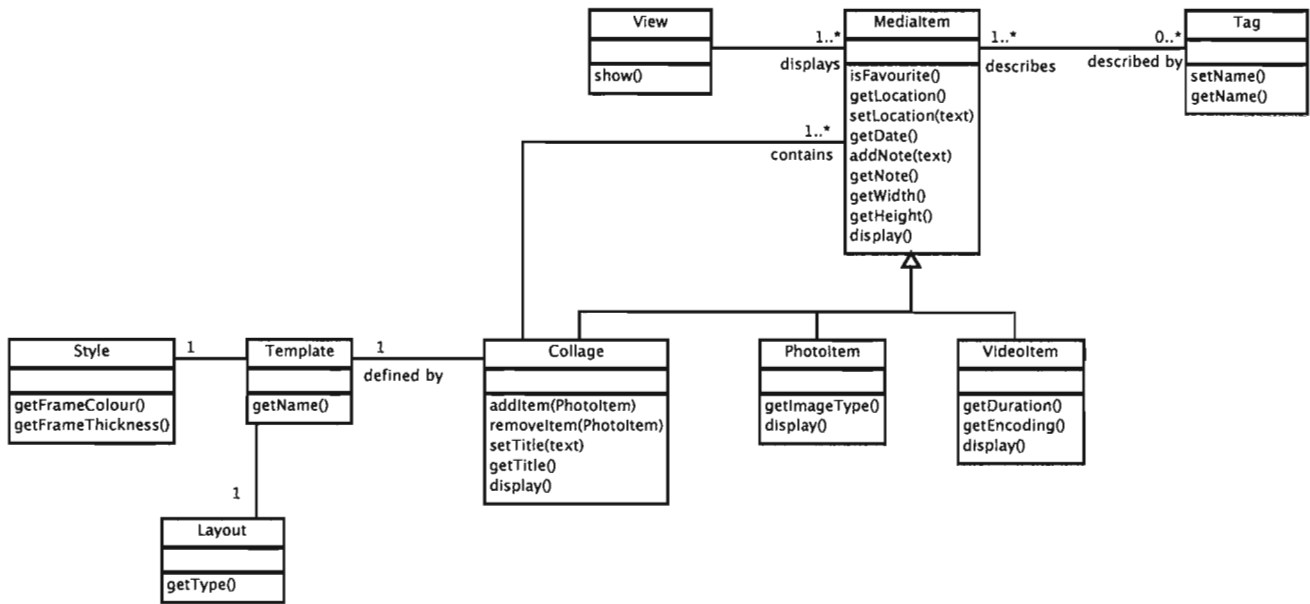 View
show()
1..*
displays
MediaItem
isFavourite()
getLocation()
setLocation(text)
getDate()
addNote(text)
getNote()
getWidth()
getHeight()
display()
1..*
describes
0..*
described by
Tag
setName()
getName()
1..*
contains
Style
getFrameColour()
getFrameThickness()
1
Template
getName()
1
defined by
Collage
addItem(PhotoItem)
removeItem(PhotoItem)
setTitle(text)
getTitle()
display()
PhotoItem
getImageType()
display()
VideoItem
getDuration()
getEncoding()
display()
1
Layout
getType()